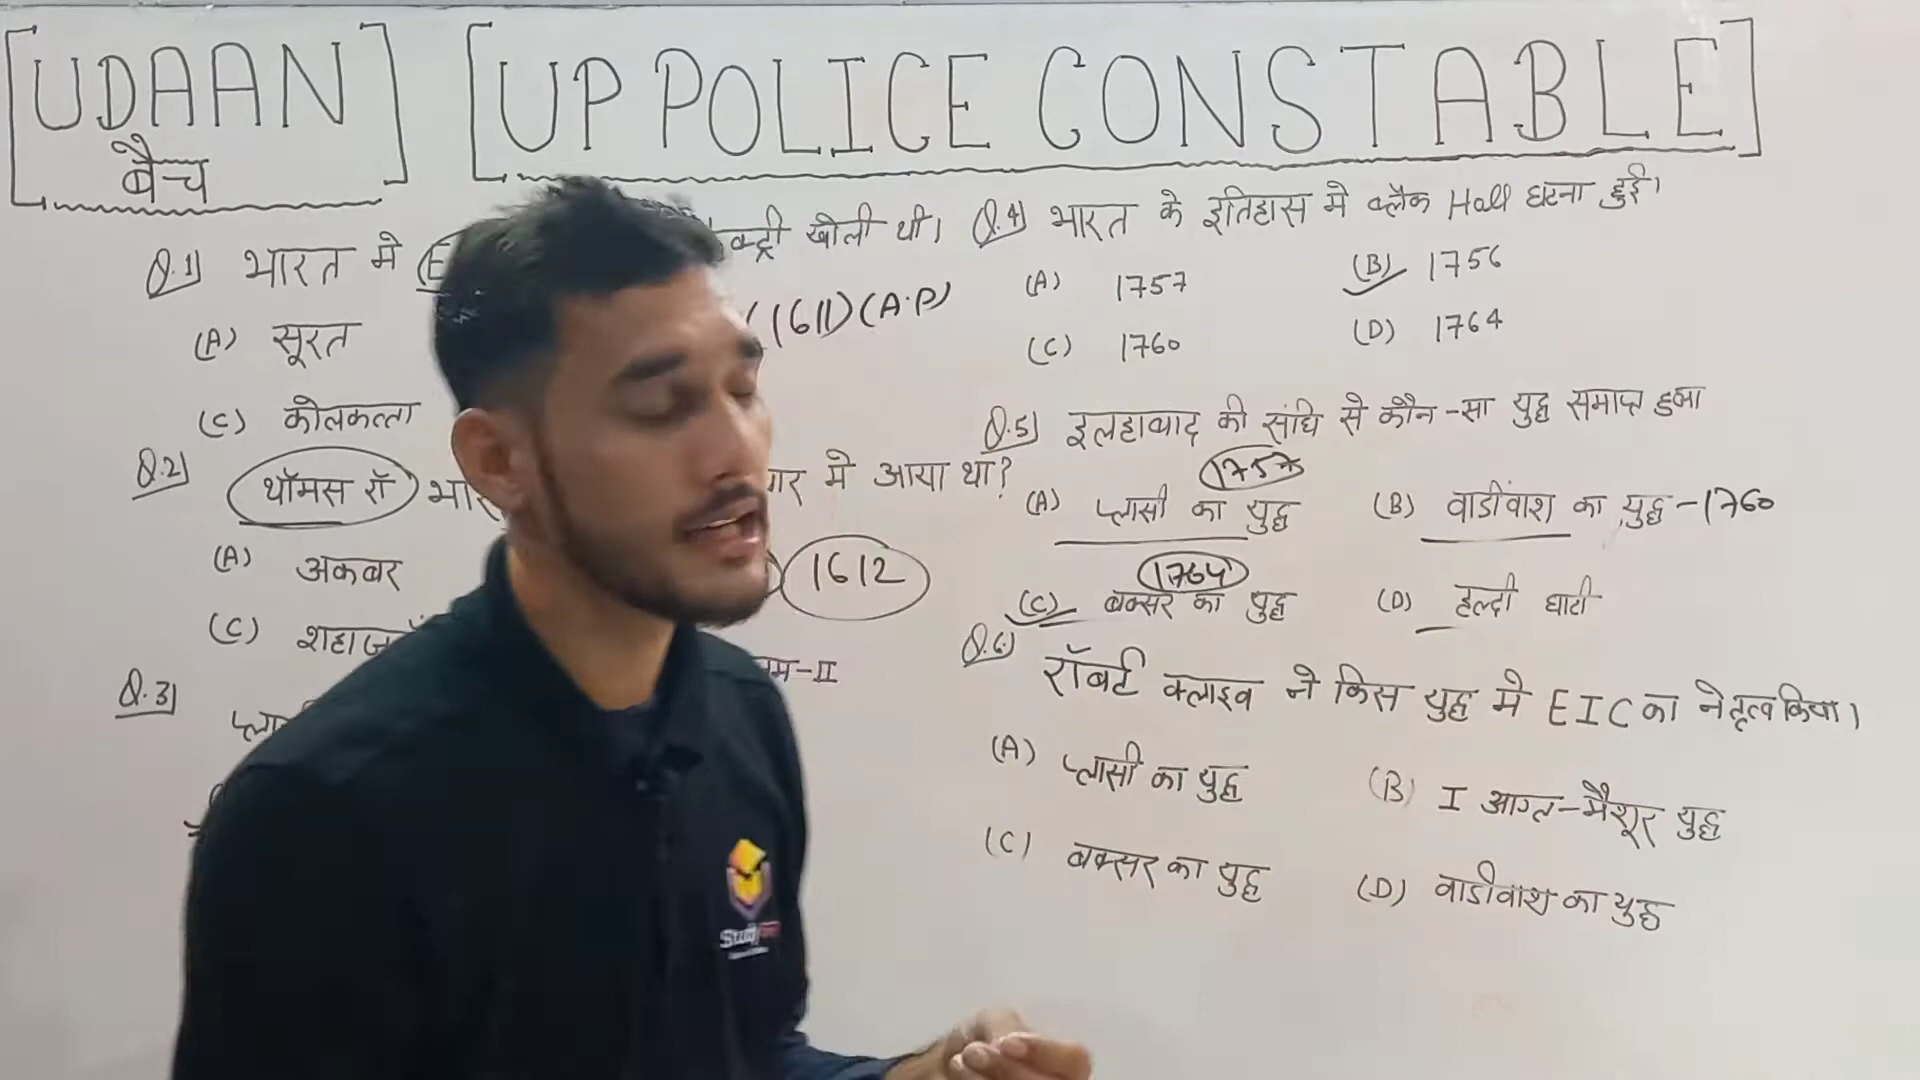 [UDAAN] [UP POLICE CONSTABLE]
बैच
Q.1) भारत मे
क्ट्री खोली थी।
(A) सूरत
(1611) (A.P)
(C) कोलकत्ता
Q.2) थॉमस रॉ
मे आया था?
(A) अकबर
1612
(C)
-II
Q.3)
Q.4) भारत के इतिहास मे ब्लैक Hall घटना हुई।
(A) 1757 (B) 1756
(C) 1760 (D) 1764
Q.5) इलहाबाद की संधि से कौन-सा युद्ध समाप्त हुआ
1757
(A) प्लासी का युद्ध (B) वाडीवाश का युद्ध -1760
1764
(C) बक्सर का युद्ध (D) हल्दी घाटी
Q.6) रॉबर्ट क्लाइव ने किस युद्ध मे EIC का नेतृत्व किया।
(A) प्लासी का युद्ध (B) I आग्ल-मैशूर युद्ध
(C) बक्सर का युद्ध (D) वाडीवाश का युद्ध